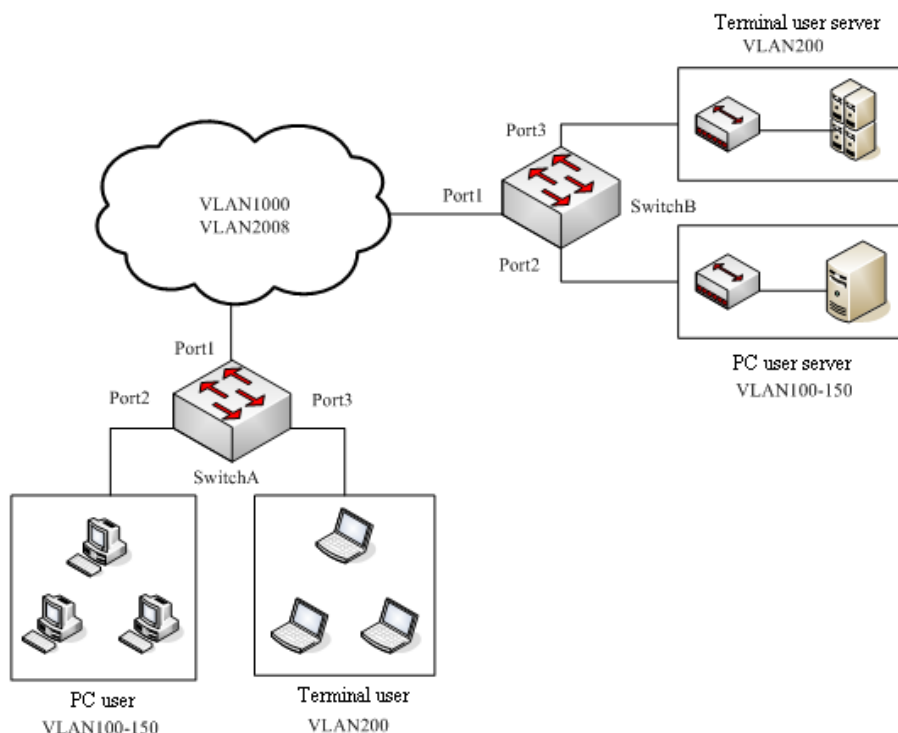 Terminal user server
VLAN200
Port3
VLAN1000
VLAN2008
Port1
SwitchB
Port2
Port1
PC user server
VLAN100-150
Port2
Port3
SwitchA
PC user
VLAN100-150
Terminal user
VLAN200